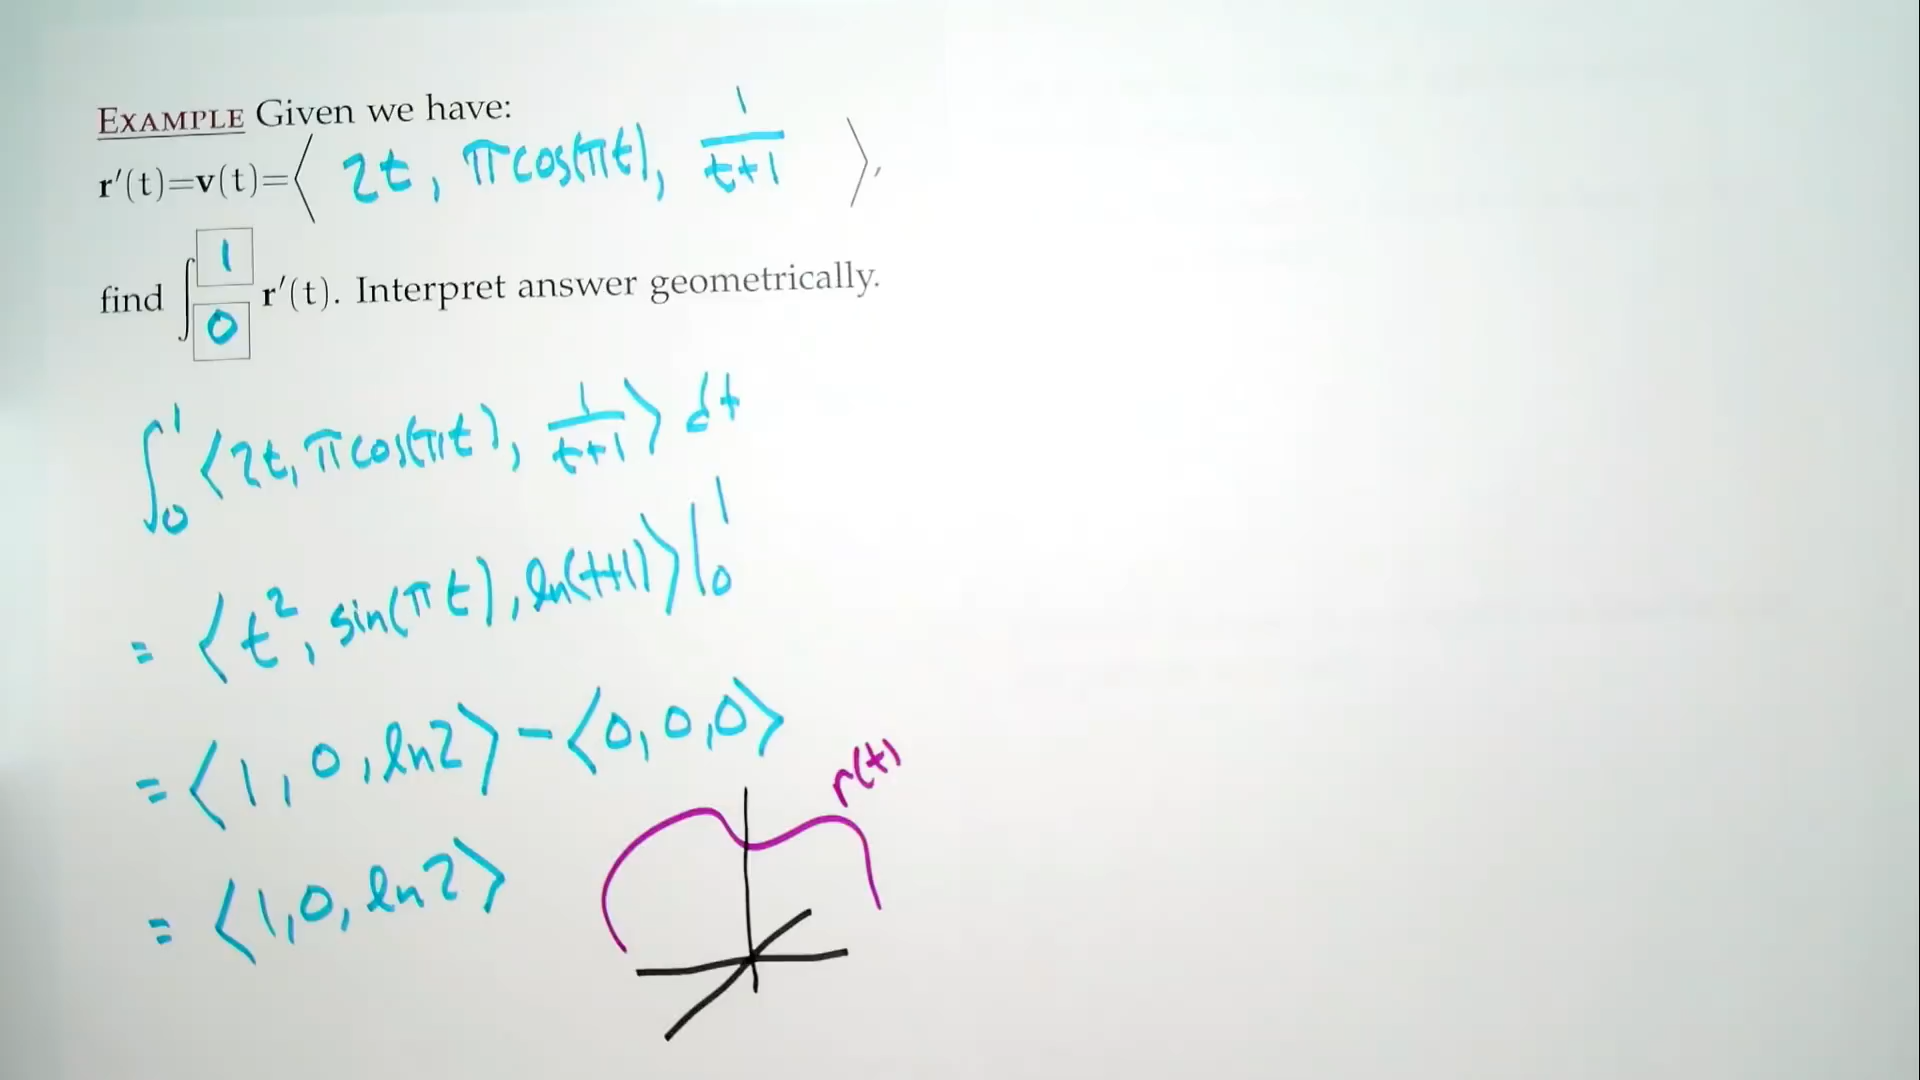 EXAMPLE Given we have:
r′(t)=v(t)=⟨ 2t, πcos(πt), 1/(t+1) ⟩,
find ∫₀¹ r′(t). Interpret answer geometrically.
∫₀¹ ⟨2t, πcos(πt), 1/(t+1)⟩ dt
= ⟨t², sin(πt), ln(t+1)⟩|₀¹
= ⟨1, 0, ln2⟩ - ⟨0, 0, 0⟩
= ⟨1, 0, ln2⟩
r(t)